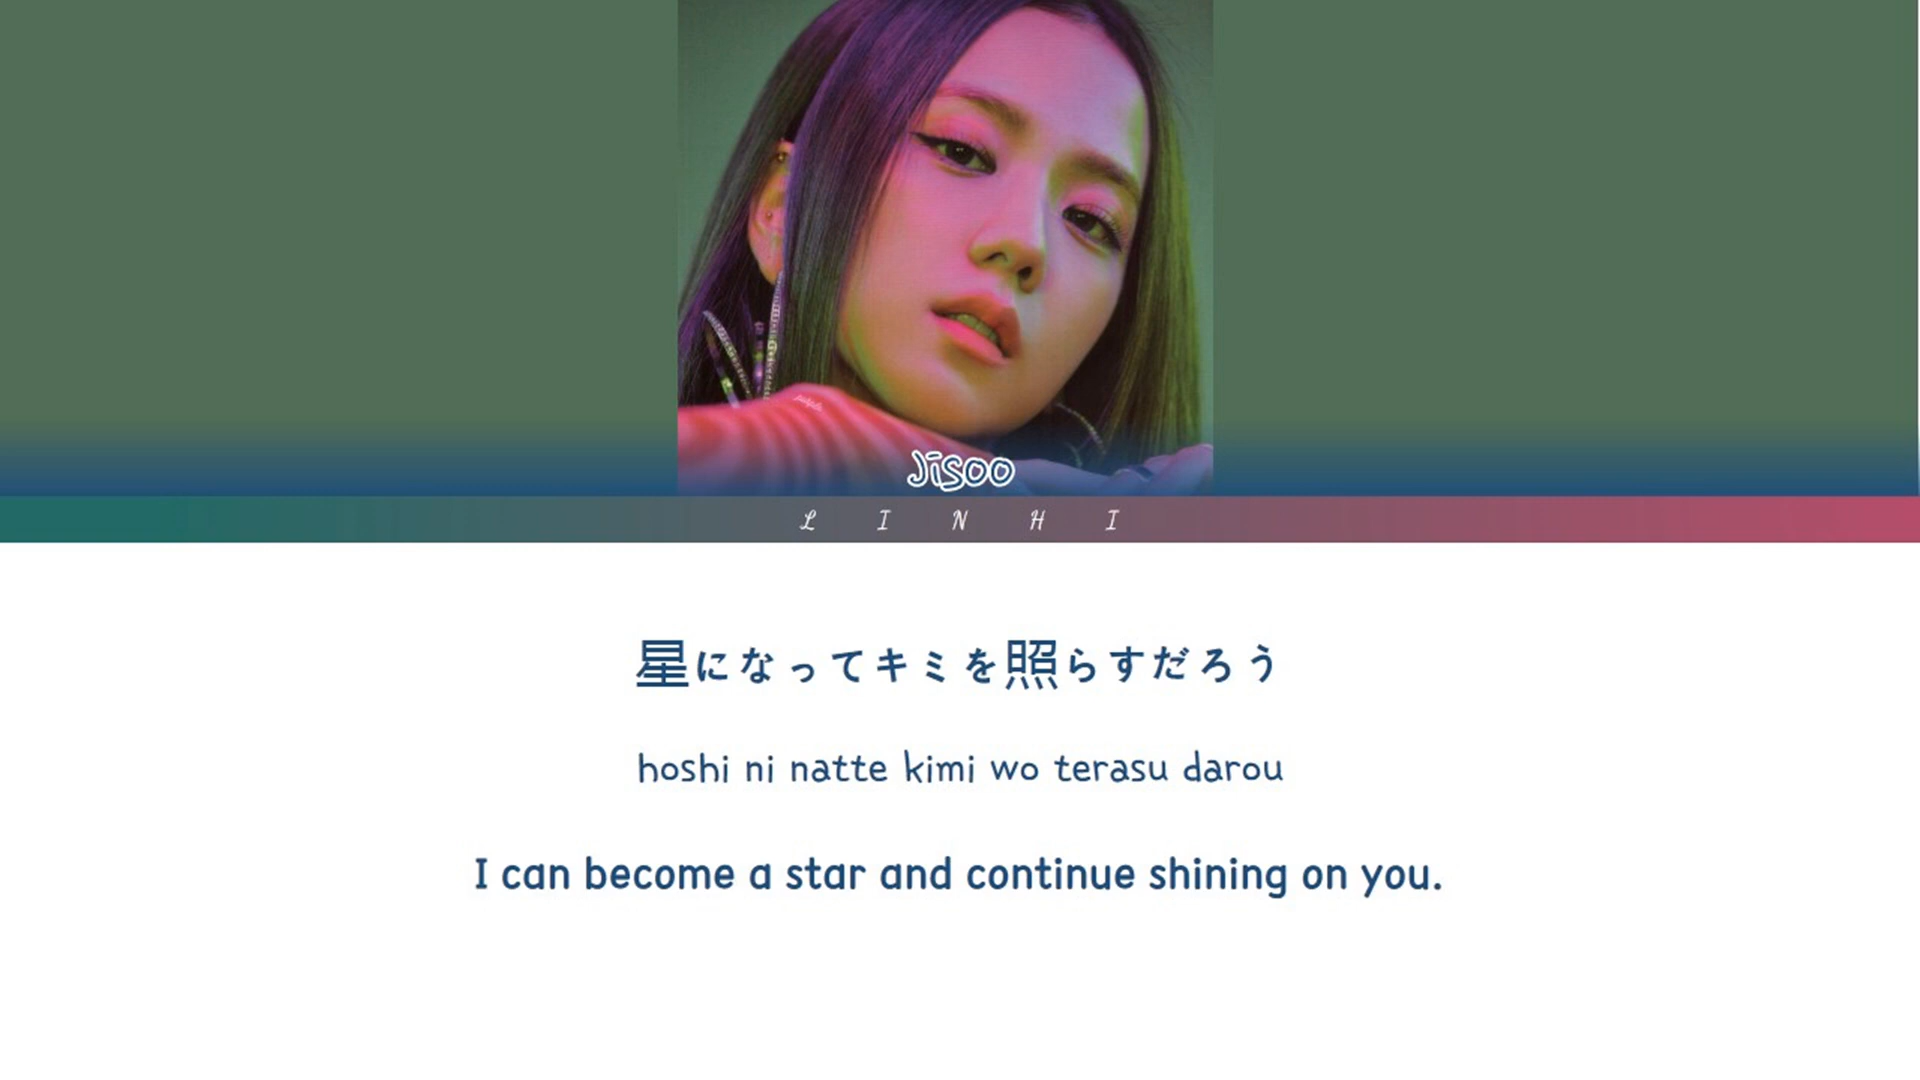 Jisoo
L I N H I
星になってキミを照らすだろう
hoshi ni natte kimi wo terasu darou
I can become a star and continue shining on you.